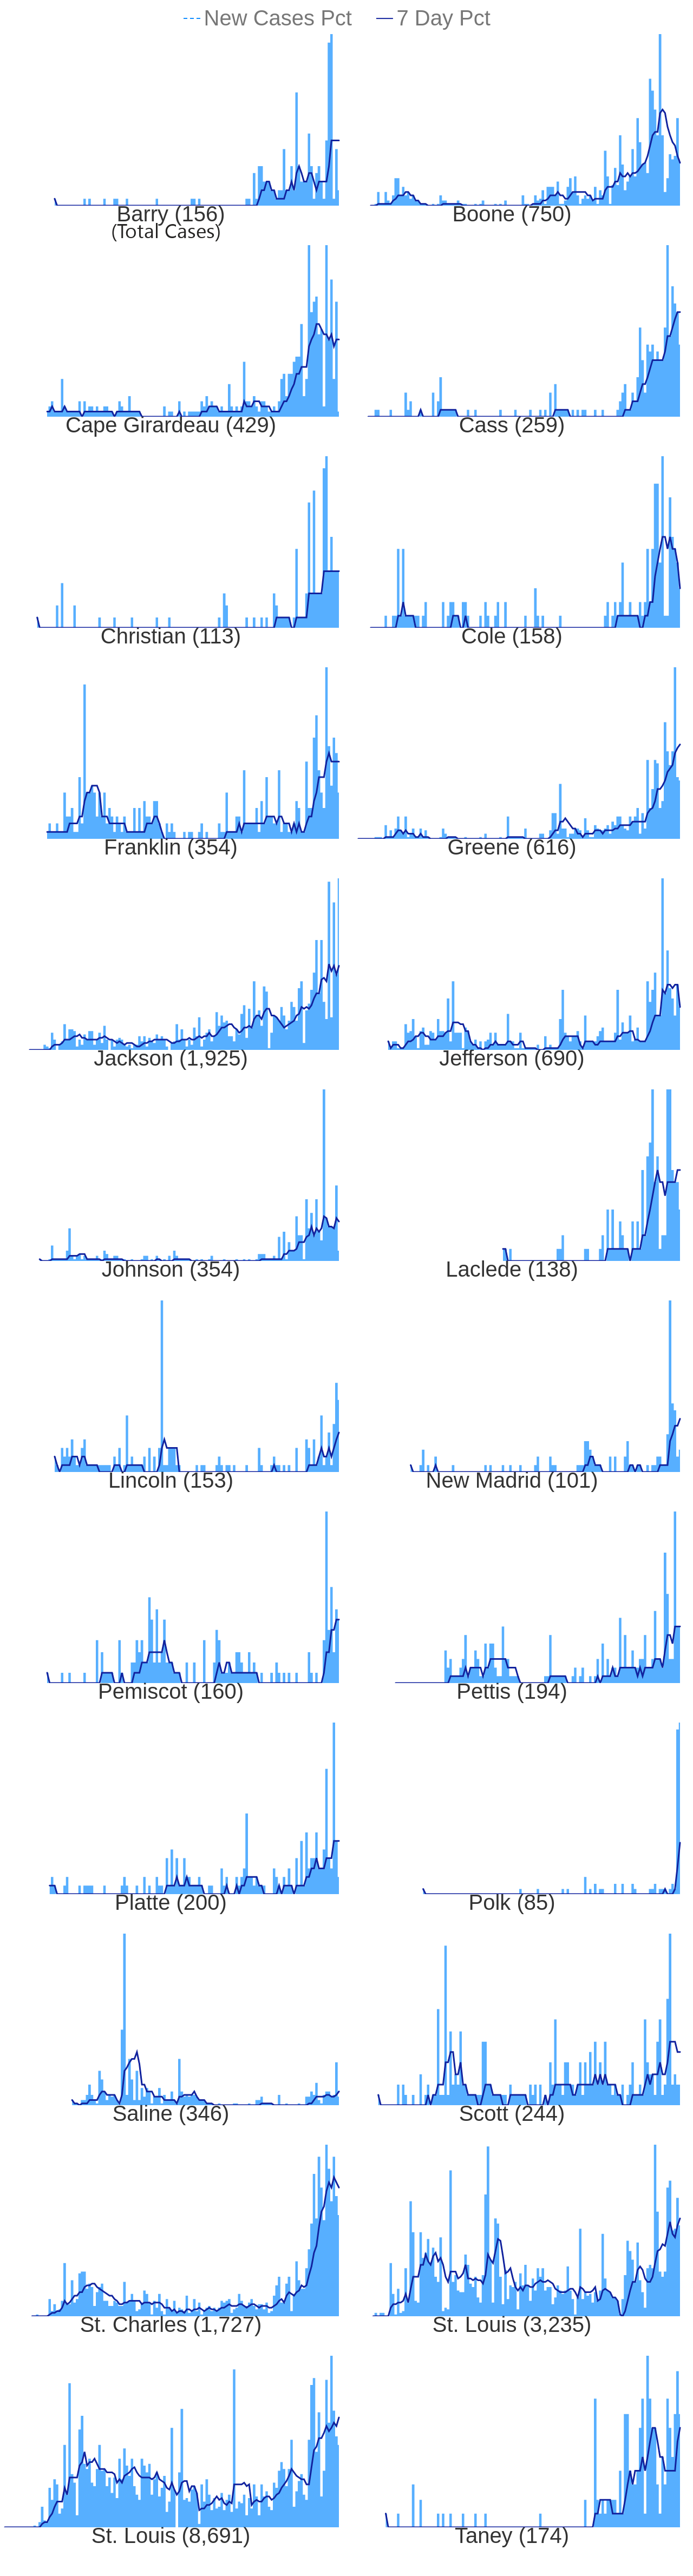 New Cases Pct 7 Day Pct
Barry (156) Boone (750)
(Total Cases)
Cape Girardeau (429) Cass (259)
Christian (113) Cole (158)
Franklin (354) Greene (616)
Jackson (1,925) Jefferson (690)
Johnson (354) Laclede (138)
Lincoln (153) New Madrid (101)
Pemiscot (160) Pettis (194)
Platte (200) Polk (85)
Saline (346) Scott (244)
St. Charles (1,727) St. Louis (3,235)
St. Louis (8,691) Taney (174)